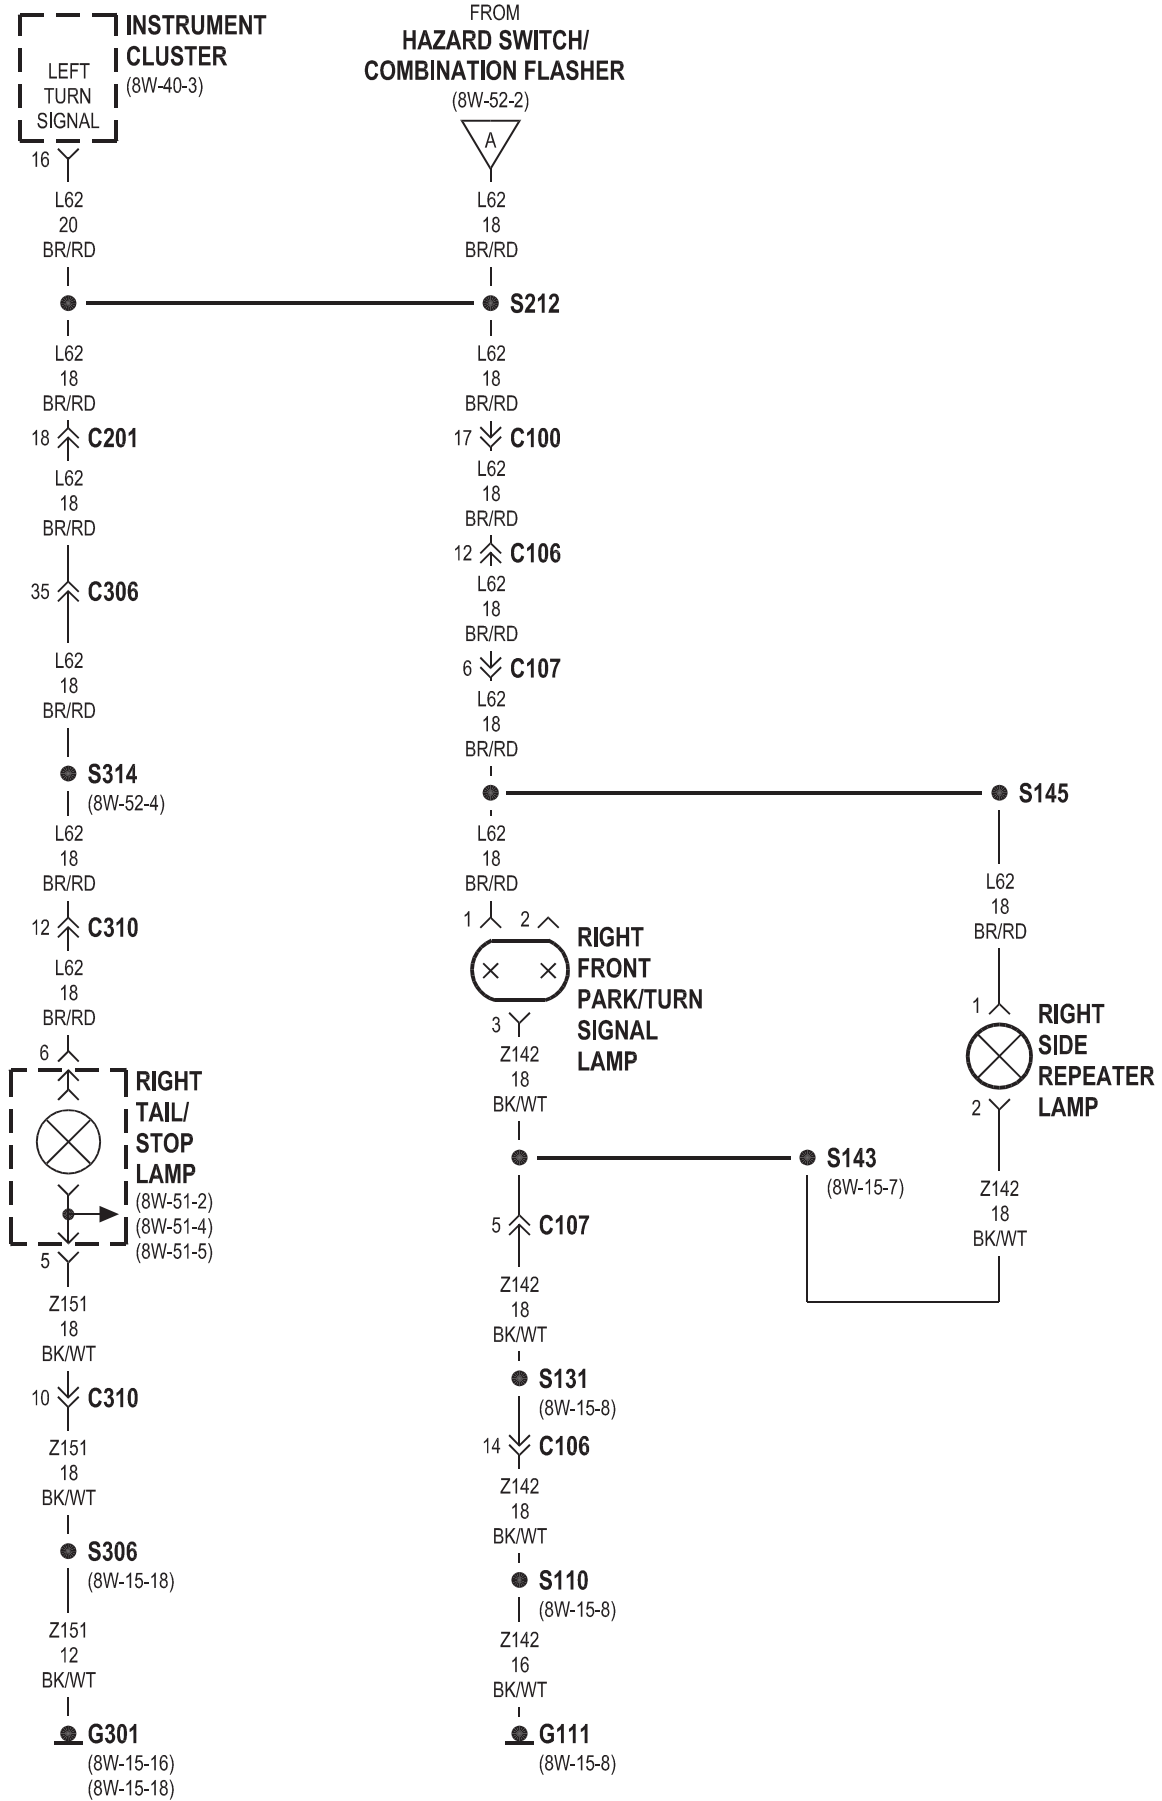 INSTRUMENT
CLUSTER
(8W-40-3)
LEFT
TURN
SIGNAL
16
L62
20
BR/RD
L62
18
BR/RD
18
C201
L62
18
BR/RD
35
C306
L62
18
BR/RD
S314
(8W-52-4)
L62
18
BR/RD
12
C310
L62
18
BR/RD
6
RIGHT
TAIL/
STOP
LAMP
(8W-51-2)
(8W-51-4)
(8W-51-5)
5
Z151
18
BK/WT
10
C310
Z151
18
BK/WT
S306
(8W-15-18)
Z151
12
BK/WT
G301
(8W-15-16)
(8W-15-18)
FROM
HAZARD SWITCH/
COMBINATION FLASHER
(8W-52-2)
A
L62
18
BR/RD
S212
L62
18
BR/RD
17
C100
L62
18
BR/RD
12
C106
L62
18
BR/RD
6
C107
L62
18
BR/RD
L62
18
BR/RD
1
2
RIGHT
FRONT
PARK/TURN
SIGNAL
LAMP
3
Z142
18
BK/WT
S143
(8W-15-7)
5
C107
Z142
18
BK/WT
S131
(8W-15-8)
14
C106
Z142
18
BK/WT
S110
(8W-15-8)
Z142
16
BK/WT
G111
(8W-15-8)
S145
L62
18
BR/RD
1
RIGHT
SIDE
REPEATER
LAMP
2
Z142
18
BK/WT